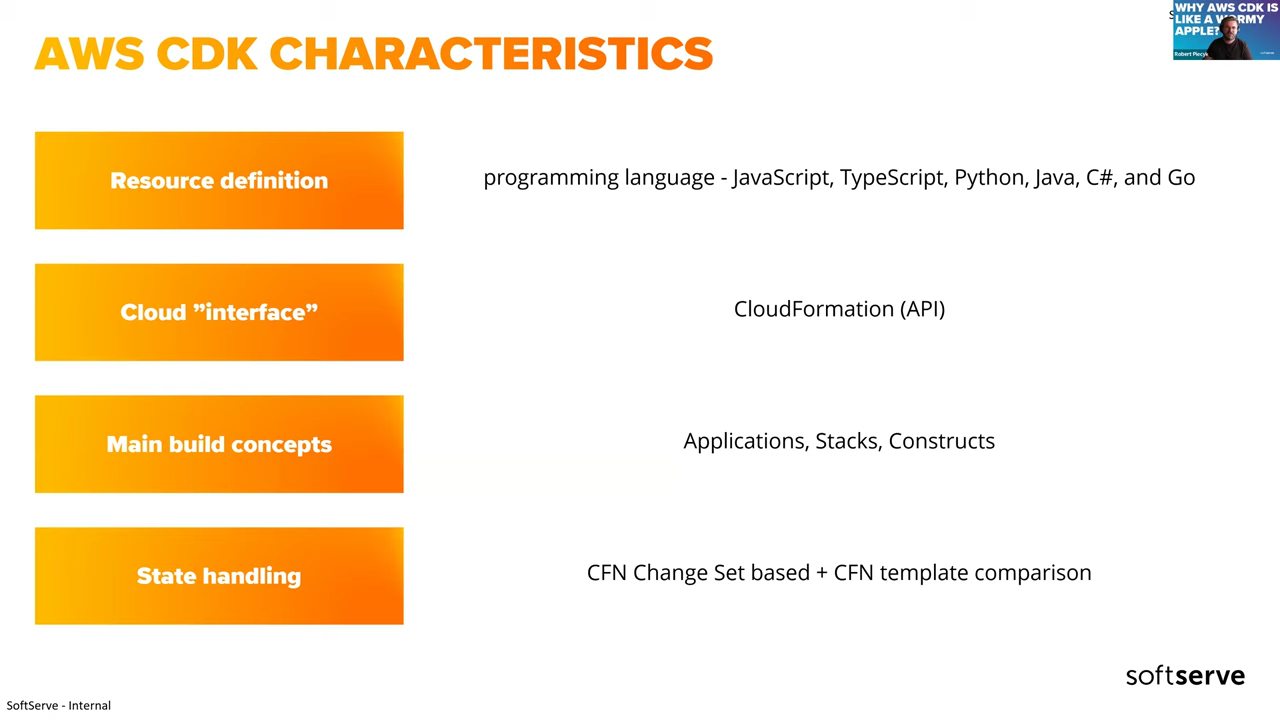 AWS CDK CHARACTERISTICS
WHY AWS CDK IS
LIKE A WORMY
APPLE?
Resource definition
programming language - JavaScript, TypeScript, Python, Java, C#, and Go
Cloud ”interface”
CloudFormation (API)
Main build concepts
Applications, Stacks, Constructs
State handling
CFN Change Set based + CFN template comparison
softserve
SoftServe - Internal